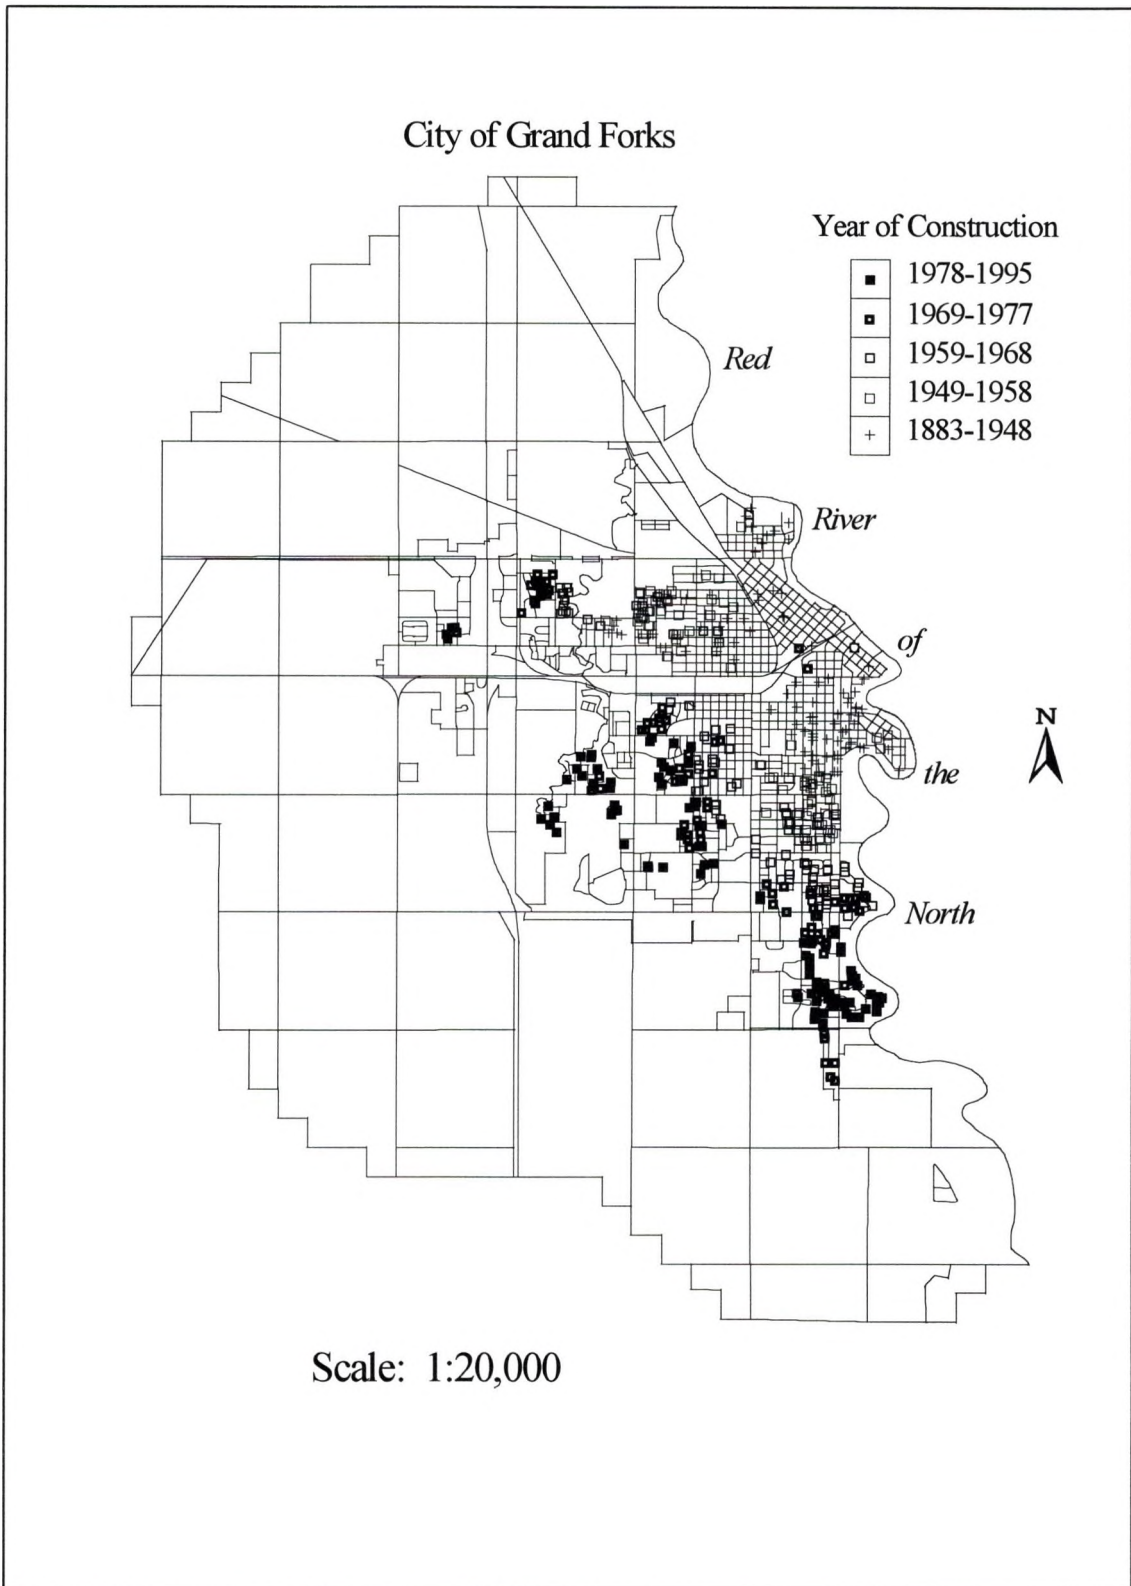 City of Grand Forks
Year of Construction
1978-1995
1969-1977
1959-1968
1949-1958
1883-1948
Red
River
of
the
North
N
Scale: 1:20,000